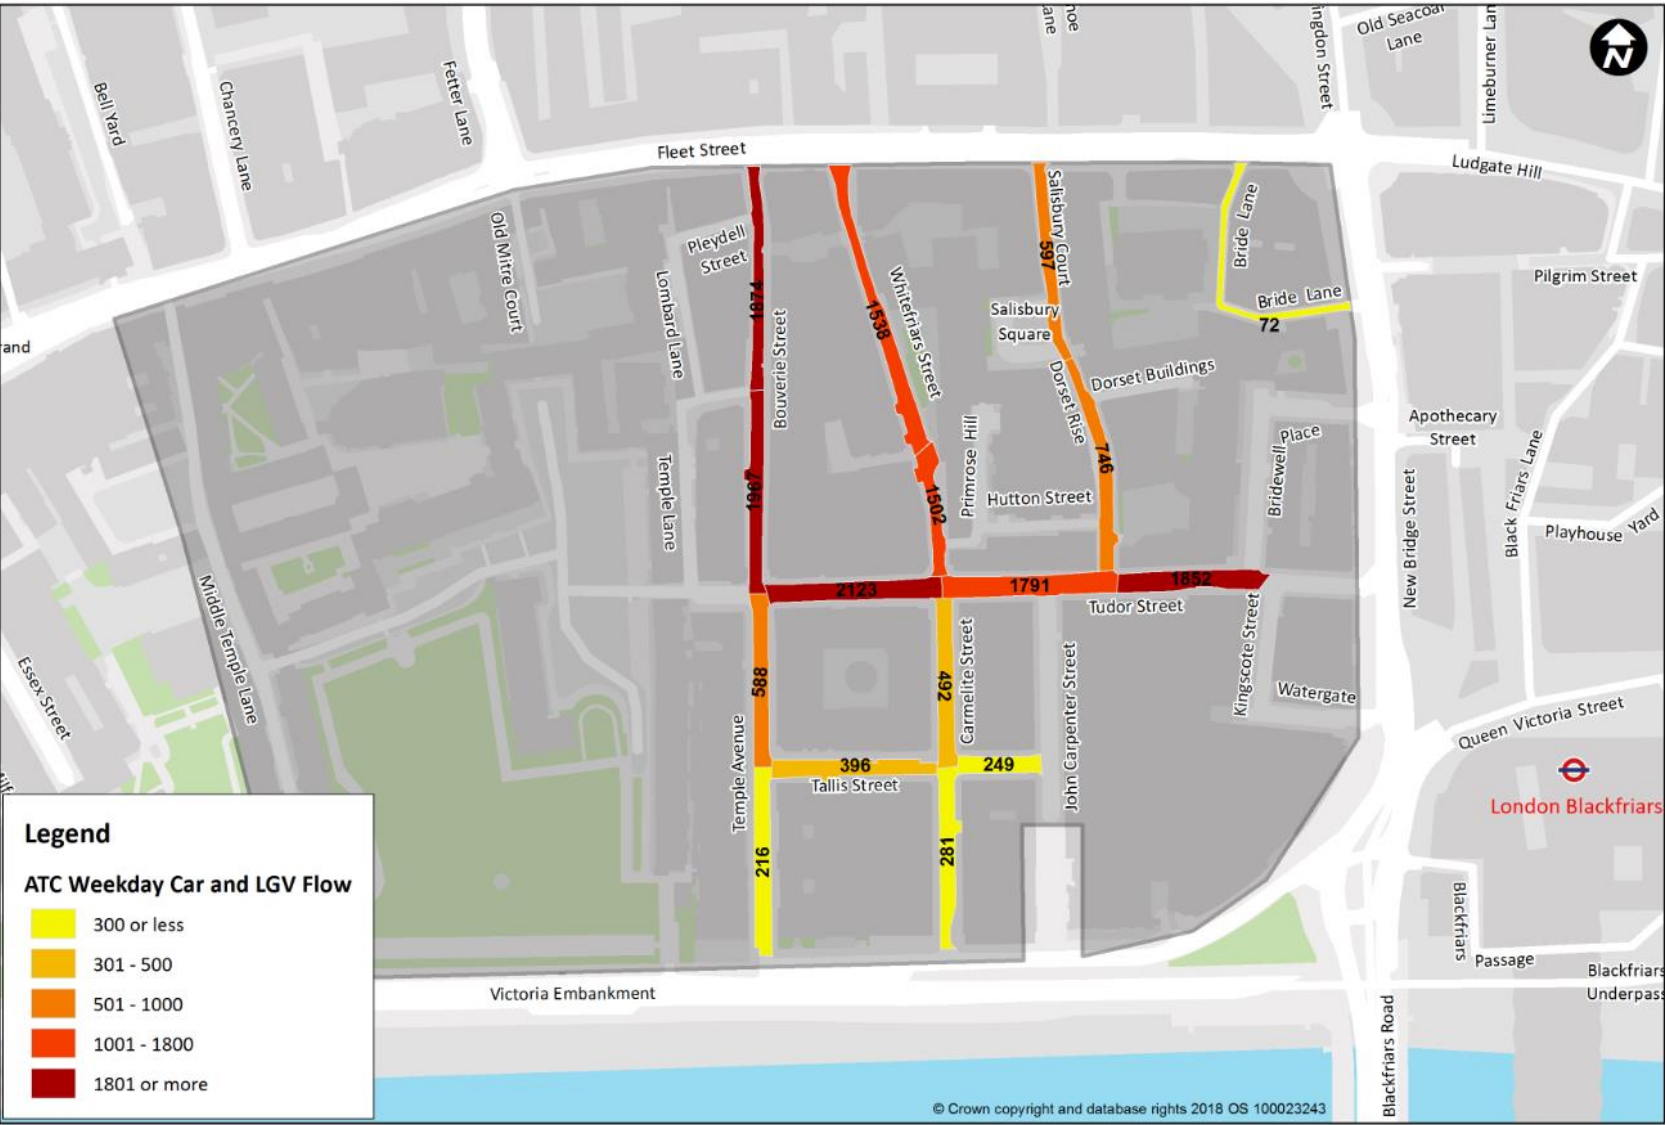 Old Seacoal
Lane
Limeburner Lan
ingdon Street
ane
hoe
N
Bell Yard
Chancery Lane
Fetter Lane
Fleet Street
Ludgate Hill
Pilgrim Street
Old Mitre Court
Pleydell
Street
Lombard Lane
1874
Bouverie Street
1538
Whitefriars Street
Salisbury Court
597
Salisbury
Square
Bride Lane
Bride Lane
72
rand
Dorset Rise
Dorset Buildings
746
Apothecary
Street
Bridewell
Place
Temple Lane
1967
1502
Primrose Hill
Hutton Street
New Bridge Street
Black Friars Lane
Playhouse Yard
Middle Temple Lane
2123
1791
1852
Tudor Street
Essex Street
588
492
Carmelite Street
John Carpenter Street
Kingscote Street
Watergate
Queen Victoria Street
Temple Avenue
396
Tallis Street
249
London Blackfriars
216
281
Legend
ATC Weekday Car and LGV Flow
300 or less
301 - 500
501 - 1000
1001 - 1800
1801 or more
Blackfriars
Passage
Blackfriars
Underpass
Victoria Embankment
Blackfriars Road
© Crown copyright and database rights 2018 OS 100023243